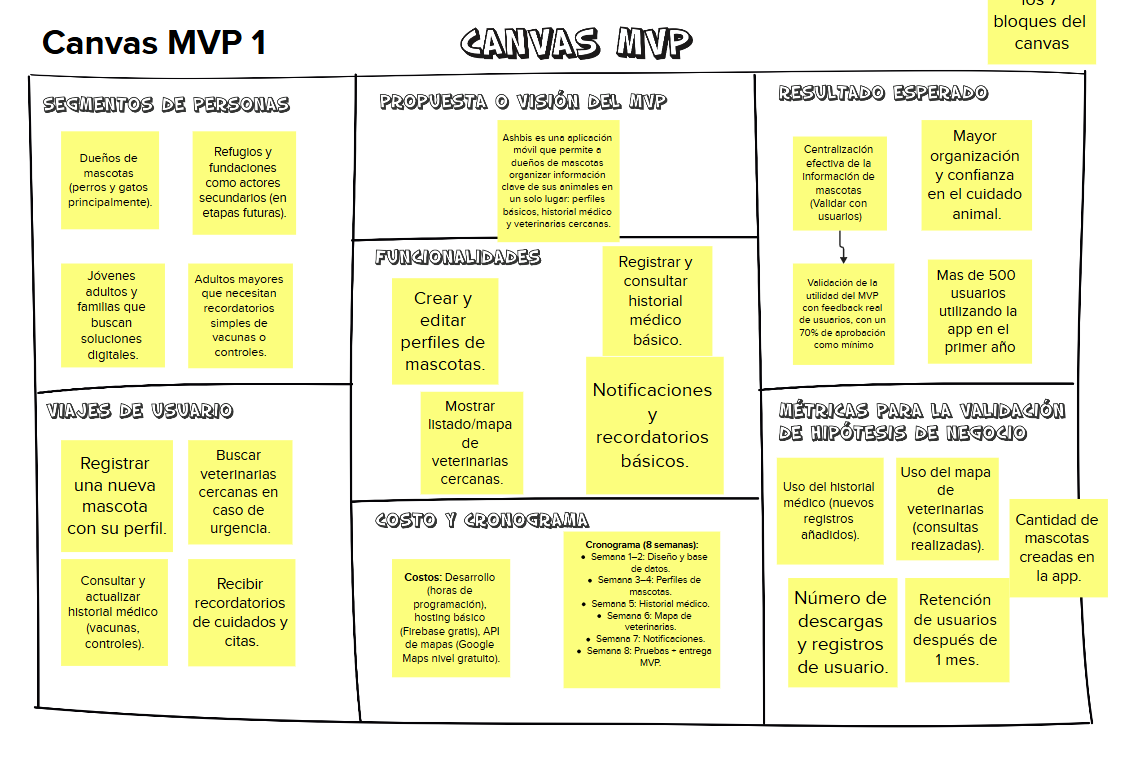 los 7
bloques del
canvas
Canvas MVP 1
CANVAS MVP
SEGMENTOS DE PERSONAS
Dueños de
mascotas
(perros y gatos
principalmente).
Refugios y
fundaciones
como actores
secundarios (en
etapas futuras).
Jóvenes
adultos y
familias que
buscan
soluciones
digitales.
Adultos mayores
que necesitan
recordatorios
simples de
vacunas o
controles.
PROPUESTA O VISIÓN DEL MVP
Ashbis es una aplicación
móvil que permite a
dueños de mascotas
organizar información
clave de sus animales en
un solo lugar: perfiles
básicos, historial médico
y veterinarias cercanas.
RESULTADO ESPERADO
Centralización
efectiva de la
información de
mascotas
(Validar con
usuarios)
Mayor
organización
y confianza
en el cuidado
animal.
Validación de la
utilidad del MVP
con feedback real
de usuarios, con un
70% de aprobación
como mínimo
Mas de 500
usuarios
utilizando la
app en el
primer año
FUNCIONALIDADES
Crear y
editar
perfiles de
mascotas.
Registrar y
consultar
historial
médico
básico.
Mostrar
listado/mapa
de
veterinarias
cercanas.
Notificaciones
y
recordatorios
básicos.
VIAJES DE USUARIO
Registrar
una nueva
mascota
con su perfil.
Buscar
veterinarias
cercanas en
caso de
urgencia.
Consultar y
actualizar
historial médico
(vacunas,
controles).
Recibir
recordatorios
de cuidados y
citas.
COSTO Y CRONOGRAMA
Costos: Desarrollo
(horas de
programación),
hosting básico
(Firebase gratis), API
de mapas (Google
Maps nivel gratuito).
Cronograma (8 semanas):
• Semana 1–2: Diseño y base
de datos.
• Semana 3–4: Perfiles de
mascotas.
• Semana 5: Historial médico.
• Semana 6: Mapa de
veterinarias.
• Semana 7: Notificaciones.
• Semana 8: Pruebas + entrega
MVP.
MÉTRICAS PARA LA VALIDACIÓN
DE HIPÓTESIS DE NEGOCIO
Uso del historial
médico (nuevos
registros
añadidos).
Uso del mapa
de
veterinarias
(consultas
realizadas).
Cantidad de
mascotas
creadas en
la app.
Número de
descargas
y registros
de usuario.
Retención
de usuarios
después de
1 mes.